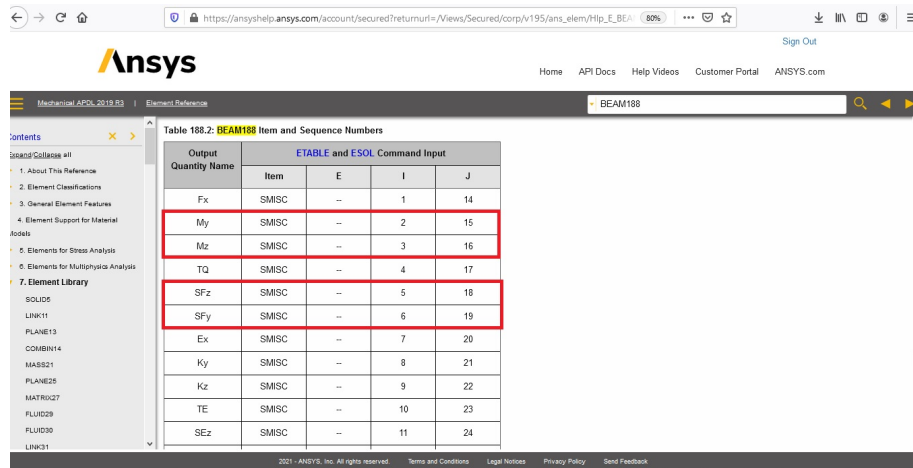 https://ansyshelp.ansys.com/account/secured?returnurl=/Views/Secured/corp/v195/ans_elem/Hlp_E_BEA
80%
Sign Out
Ansys
Home API Docs Help Videos Customer Portal ANSYS.com
Mechanical APDL 2019 R3 | Element Reference
BEAM188
Contents
Expand/Collapse all
1. About This Reference
2. Element Classifications
3. General Element Features
4. Element Support for Material
Models
5. Elements for Stress Analysis
6. Elements for Multiphysics Analysis
7. Element Library
SOLID5
LINK11
PLANE13
COMBIN14
MASS21
PLANE25
MATRIX27
FLUID29
FLUID30
LINK31
Table 188.2: BEAM188 Item and Sequence Numbers
Output Quantity Name ETABLE and ESOL Command Input
Item E I J
Fx SMISC -- 1 14
My SMISC -- 2 15
Mz SMISC -- 3 16
TQ SMISC -- 4 17
SFz SMISC -- 5 18
SFy SMISC -- 6 19
Ex SMISC -- 7 20
Ky SMISC -- 8 21
Kz SMISC -- 9 22
TE SMISC -- 10 23
SEz SMISC -- 11 24
2021 - ANSYS, Inc. All rights reserved. Terms and Conditions Legal Notices Privacy Policy Send Feedback